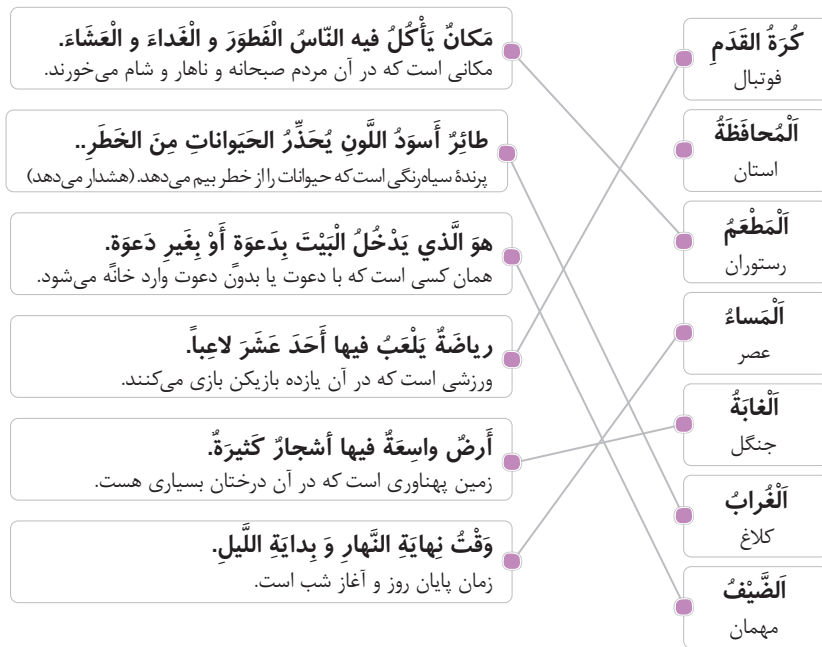 كُرَةُ القَدَمِ
فوتبال
اَلْمُحافَظَةُ
استان
اَلْمَطْعَمُ
رستوران
اَلْمَساءُ
عصر
اَلْغابَةُ
جنگل
اَلْغُرابُ
کلاغ
اَلضَّيْفُ
مهمان
مَكانٌ يَأْكُلُ فيه النّاسُ الْفَطورَ و الْغَداءَ و الْعَشَاءَ.
مکانی است که در آن مردم صبحانه و ناهار و شام می‌خورند.
طائِرٌ أَسوَدُ اللَّونِ يُحَذِّرُ الحَيَواناتِ مِنَ الخَطَرِ..
پرندهٔ سیاه‌رنگی است که حیوانات را از خطر بیم می‌دهد. (هشدار می‌دهد)
هوَ الَّذي يَدْخُلُ الْبَيْتَ بِدَعوَة أَوْ بِغَيرِ دَعوَة.
همان کسی است که با دعوت یا بدون دعوت وارد خانه می‌شود.
رياضَةٌ يَلْعَبُ فيها أَحَدَ عَشَرَ لاعِباً.
ورزشی است که در آن یازده بازیکن بازی می‌کنند.
أَرضٌ واسِعَةٌ فيها أشجارٌ كَثيرَةٌ.
زمین پهناوری است که در آن درختان بسیاری هست.
وَقْتُ نِهايَةِ النَّهارِ وَ بِدايَةِ اللَّيلِ.
زمان پایان روز و آغاز شب است.